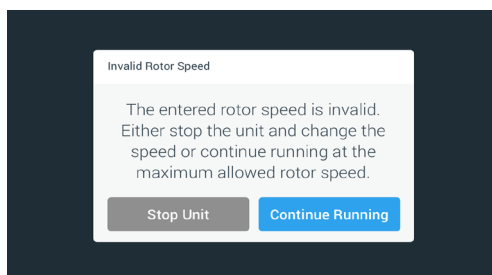 Invalid Rotor Speed
The entered rotor speed is invalid.
Either stop the unit and change the
speed or continue running at the
maximum allowed rotor speed.
Stop Unit
Continue Running